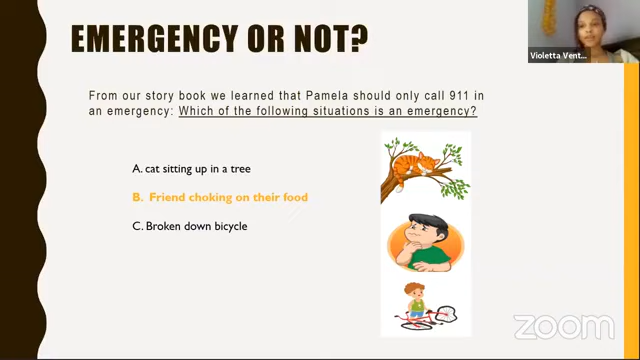 EMERGENCY OR NOT?
Violetta Vent...
From our story book we learned that Pamela should only call 911 in
an emergency: Which of the following situations is an emergency?
A. cat sitting up in a tree
B. Friend choking on their food
C. Broken down bicycle
zoom